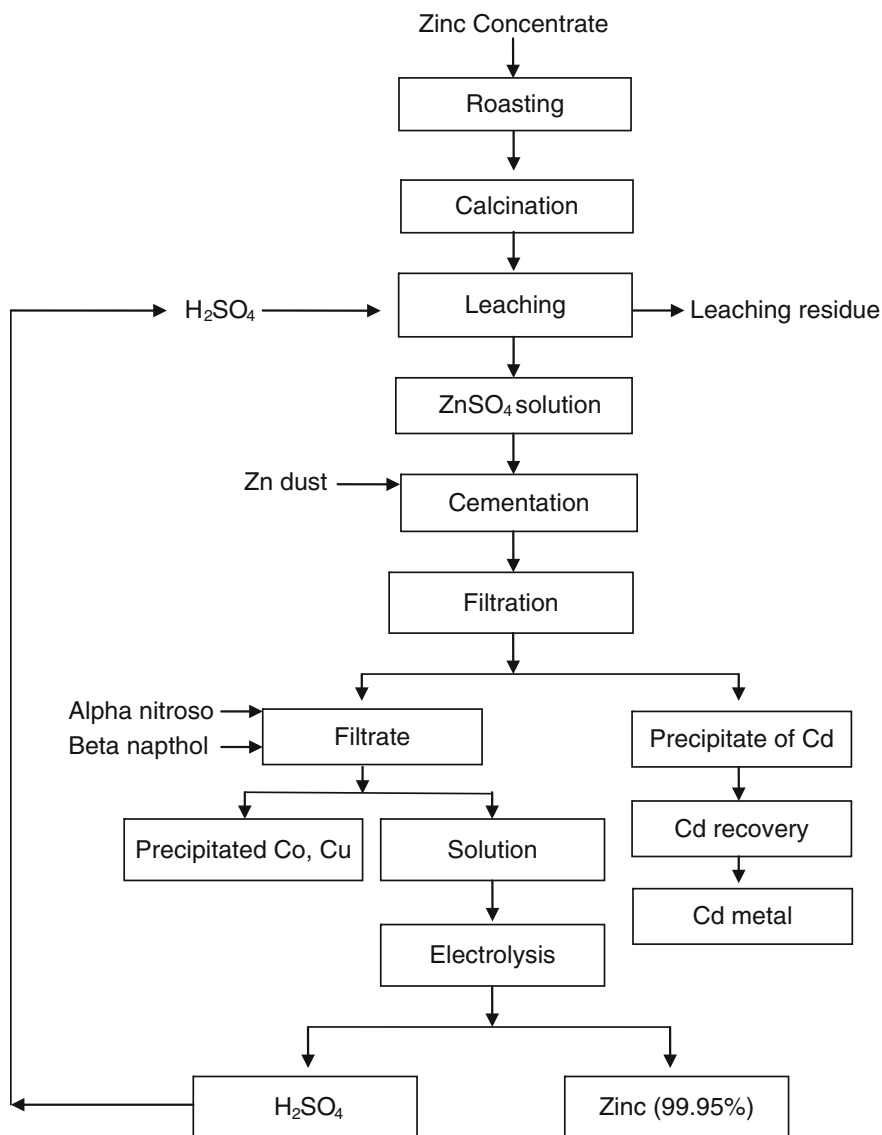 Zinc Concentrate
Roasting
Calcination
H₂SO₄
Leaching
Leaching residue
ZnSO₄ solution
Zn dust
Cementation
Filtration
Alpha nitroso
Beta napthol
Filtrate
Precipitate of Cd
Precipitated Co, Cu
Solution
Cd recovery
Cd metal
Electrolysis
H₂SO₄
Zinc (99.95%)